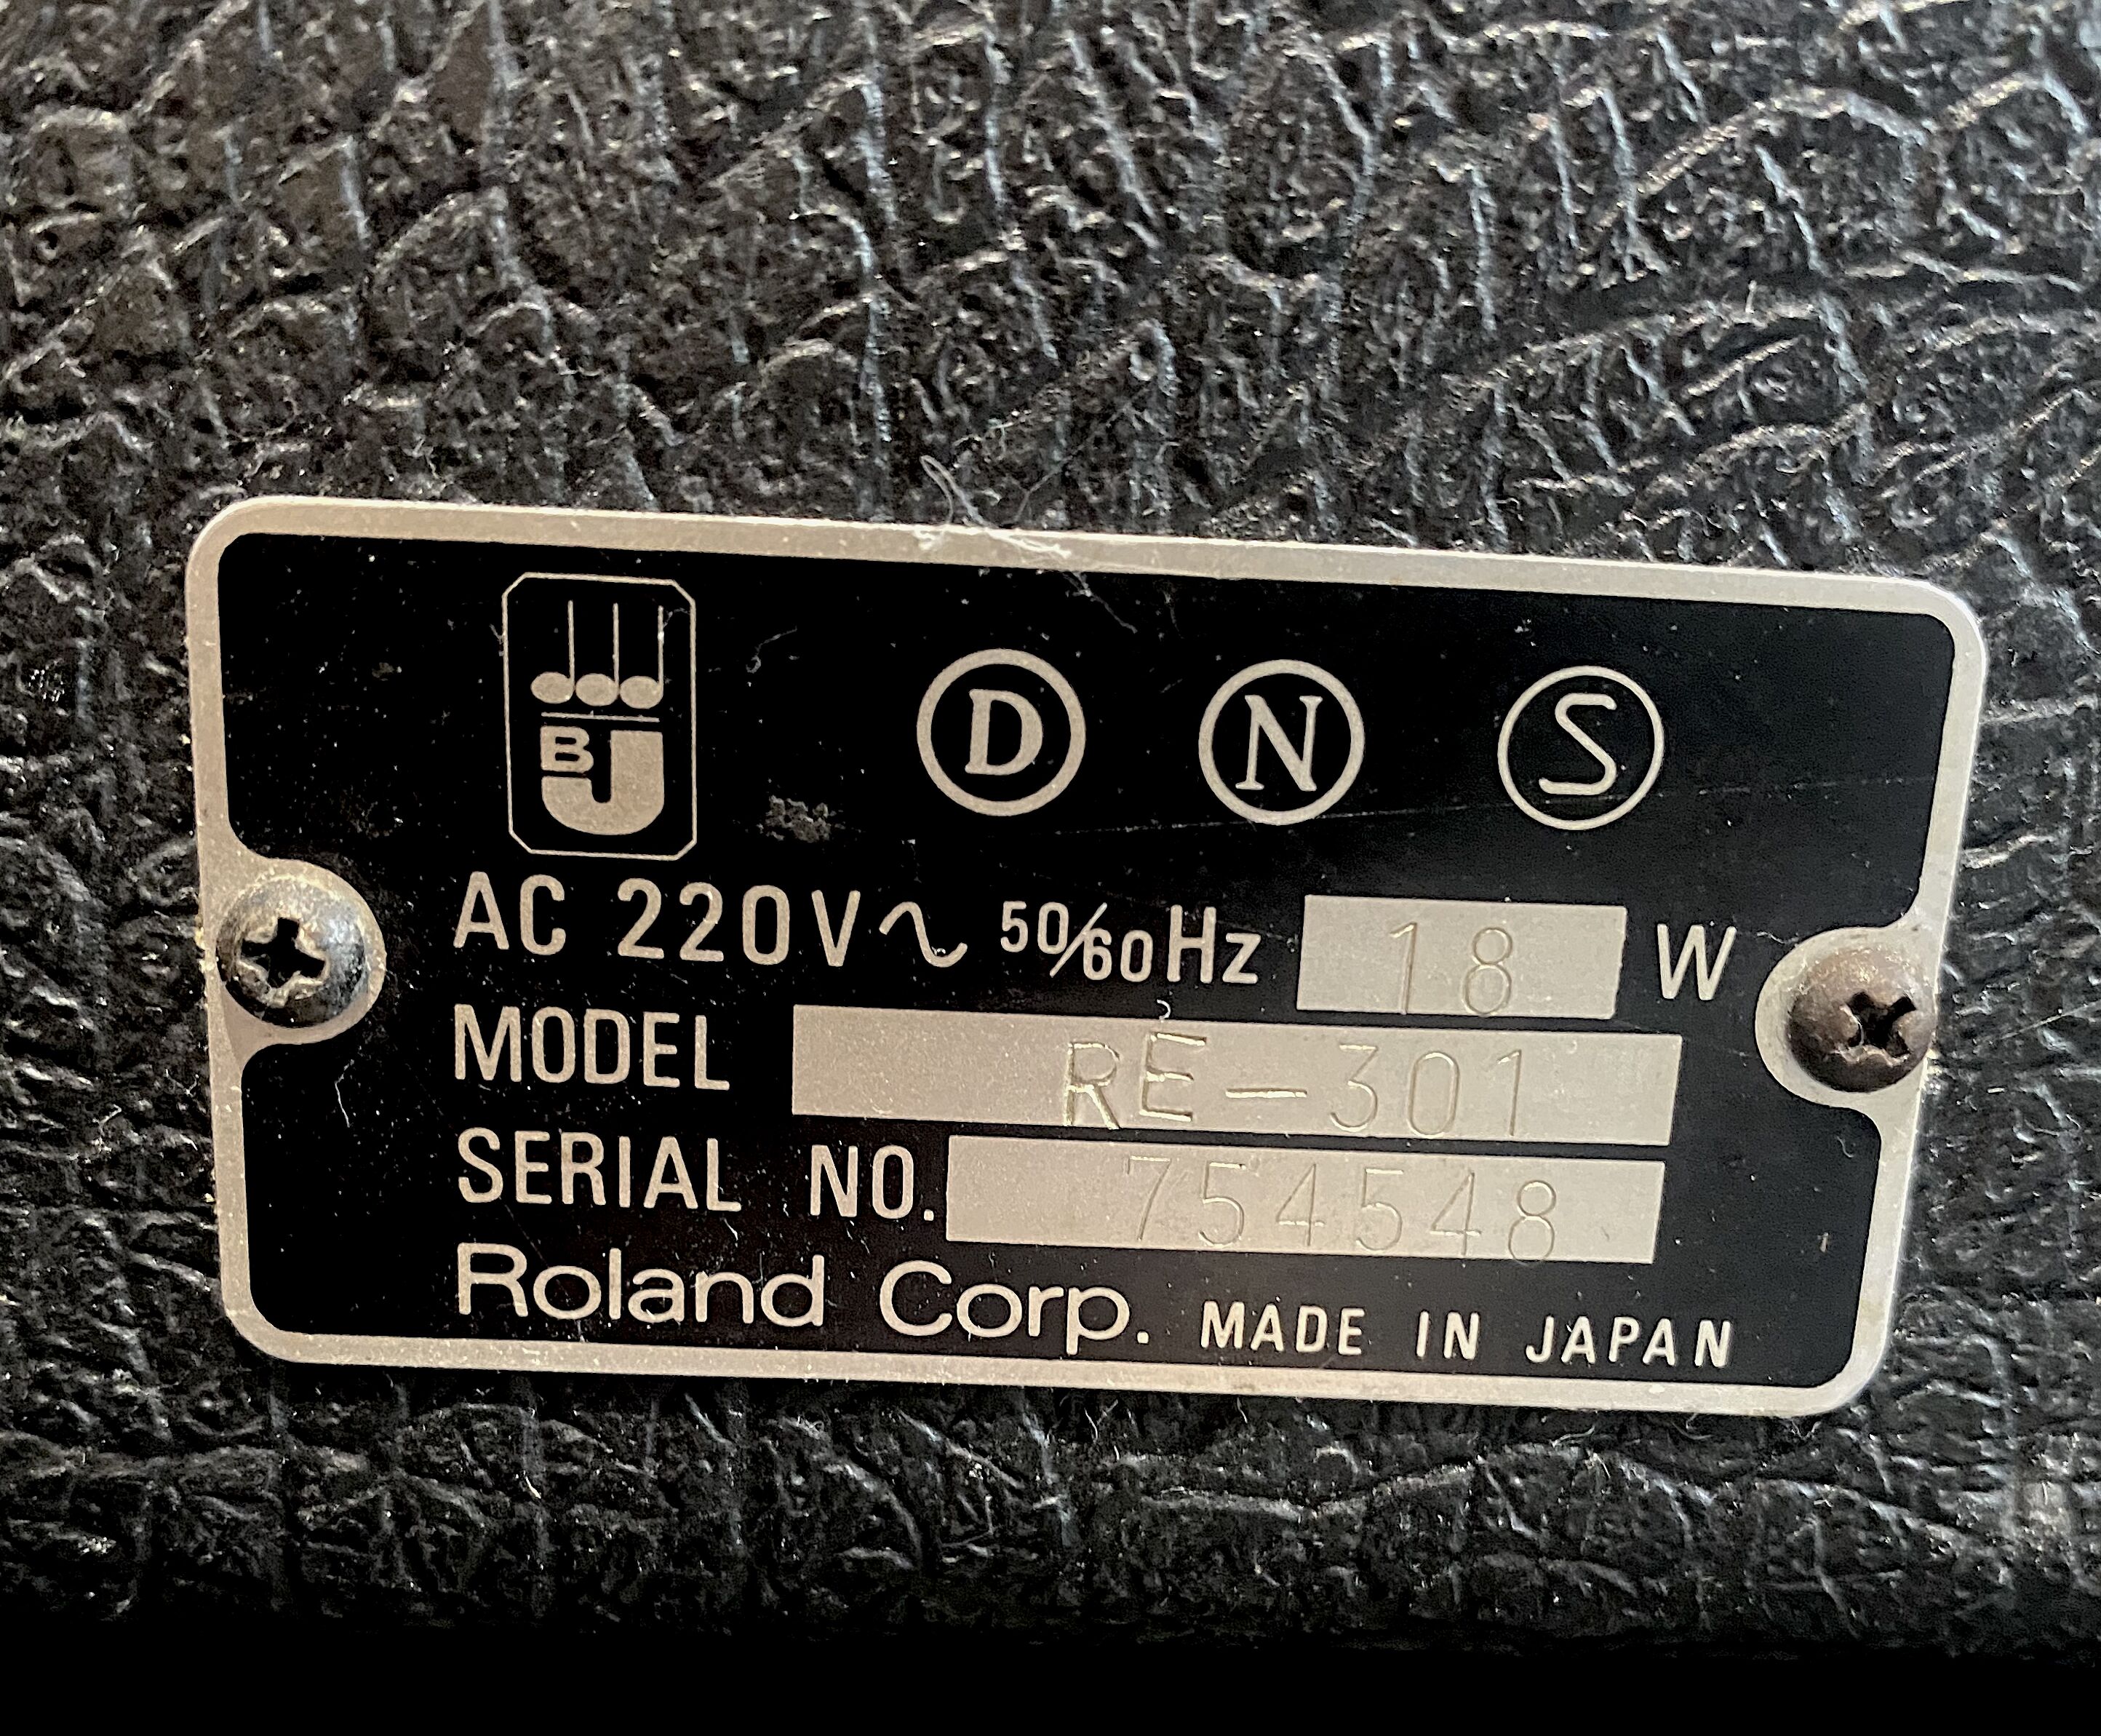 BJ
D N S
AC 220V~ 50/60Hz 18 W
MODEL RE-301
SERIAL NO. 754548
Roland Corp. MADE IN JAPAN